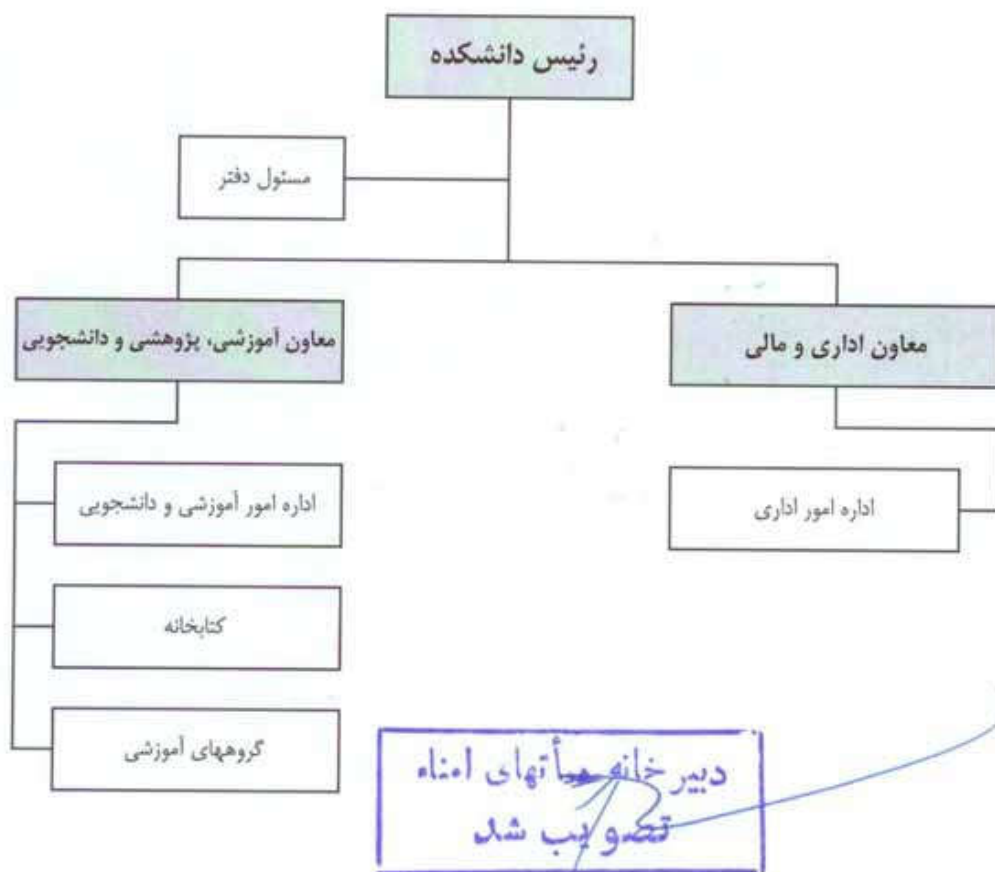 رئیس دانشکده
مسئول دفتر
معاون اداری و مالی
معاون آموزشی، پژوهشی و دانشجویی
اداره امور اداری
اداره امور آموزشی و دانشجویی
کتابخانه
گروههای آموزشی
دبیرخانه هیأتهای امناء
تصویب شد